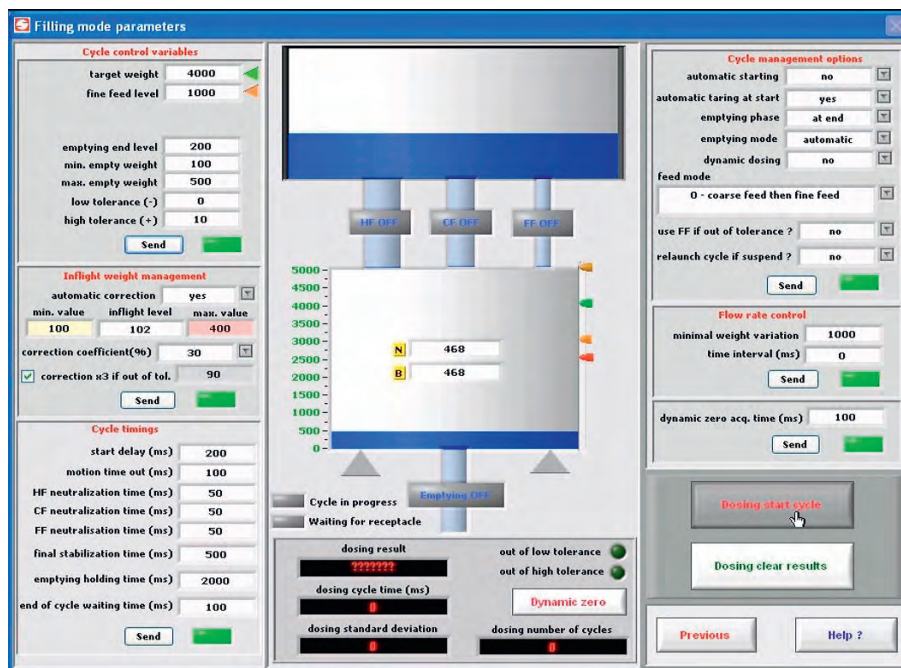 Filling mode parameters
Cycle control variables
target weight 4000
fine feed level 1000
emptying end level 200
min. empty weight 100
max. empty weight 500
low tolerance (-) 0
high tolerance (+) 10
Send
Inflight weight management
automatic correction yes
min. value inflight level max. value
100 102 400
correction coefficient(%) 30
correction x3 if out of tol. 90
Send
Cycle timings
start delay (ms) 200
motion time out (ms) 100
HF neutralization time (ms) 50
CF neutralization time (ms) 50
FF neutralisation time (ms) 50
final stabilization time (ms) 500
emptying holding time (ms) 2000
end of cycle waiting time (ms) 100
Send
HF OFF CF OFF FF OFF
5000
4500
4000
3500
3000
2500
2000
1500
1000
500
0
N 468
B 468
Emptying OFF
Cycle in progress
Waiting for receptacle
dosing result
???????
dosing cycle time (ms)
0
dosing standard deviation
0
out of low tolerance
out of high tolerance
Dynamic zero
dosing number of cycles
0
Cycle management options
automatic starting no
automatic taring at start yes
emptying phase at end
emptying mode automatic
dynamic dosing no
feed mode
0 - coarse feed then fine feed
use FF if out of tolerance ? no
relaunch cycle if suspend ? no
Send
Flow rate control
minimal weight variation 1000
time interval (ms) 0
Send
dynamic zero acq. time (ms) 100
Send
Dosing start cycle
Dosing clear results
Previous Help ?